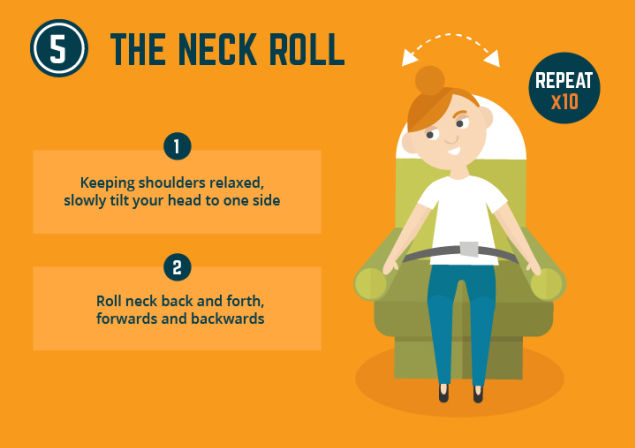 5 THE NECK ROLL
REPEAT
x10
1
Keeping shoulders relaxed,
slowly tilt your head to one side
2
Roll neck back and forth,
forwards and backwards